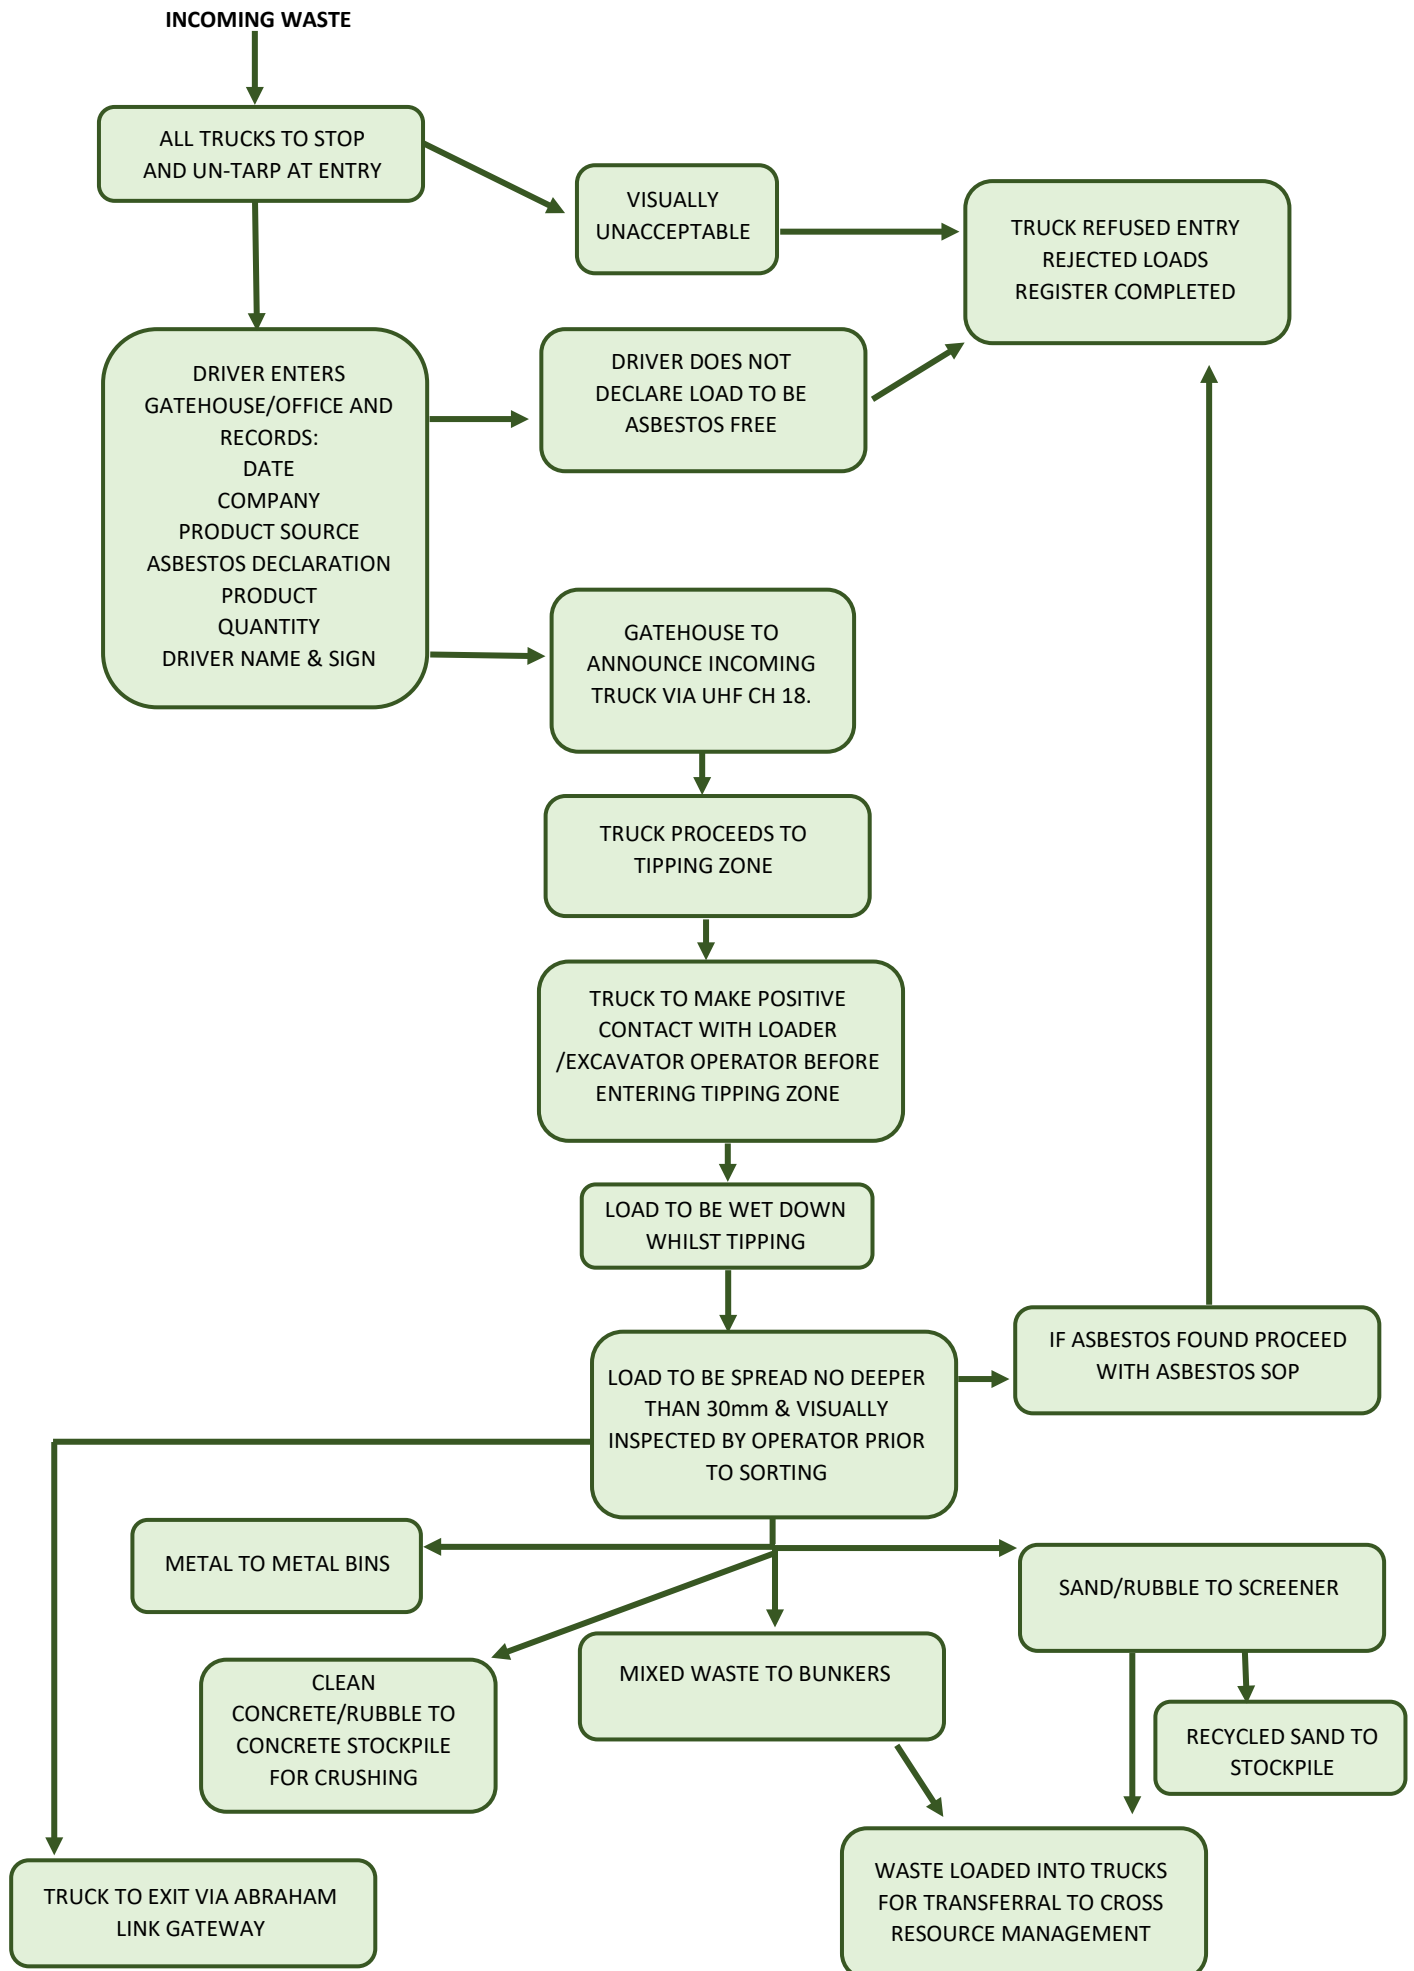 INCOMING WASTE
ALL TRUCKS TO STOP
AND UN-TARP AT ENTRY
VISUALLY
UNACCEPTABLE
TRUCK REFUSED ENTRY
REJECTED LOADS
REGISTER COMPLETED
DRIVER ENTERS
GATEHOUSE/OFFICE AND
RECORDS:
DATE
COMPANY
PRODUCT SOURCE
ASBESTOS DECLARATION
PRODUCT
QUANTITY
DRIVER NAME & SIGN
DRIVER DOES NOT
DECLARE LOAD TO BE
ASBESTOS FREE
GATEHOUSE TO
ANNOUNCE INCOMING
TRUCK VIA UHF CH 18.
TRUCK PROCEEDS TO
TIPPING ZONE
TRUCK TO MAKE POSITIVE
CONTACT WITH LOADER
/EXCAVATOR OPERATOR BEFORE
ENTERING TIPPING ZONE
LOAD TO BE WET DOWN
WHILST TIPPING
LOAD TO BE SPREAD NO DEEPER
THAN 30mm & VISUALLY
INSPECTED BY OPERATOR PRIOR
TO SORTING
IF ASBESTOS FOUND PROCEED
WITH ASBESTOS SOP
METAL TO METAL BINS
CLEAN
CONCRETE/RUBBLE TO
CONCRETE STOCKPILE
FOR CRUSHING
MIXED WASTE TO BUNKERS
SAND/RUBBLE TO SCREENER
RECYCLED SAND TO
STOCKPILE
TRUCK TO EXIT VIA ABRAHAM
LINK GATEWAY
WASTE LOADED INTO TRUCKS
FOR TRANSFERRAL TO CROSS
RESOURCE MANAGEMENT